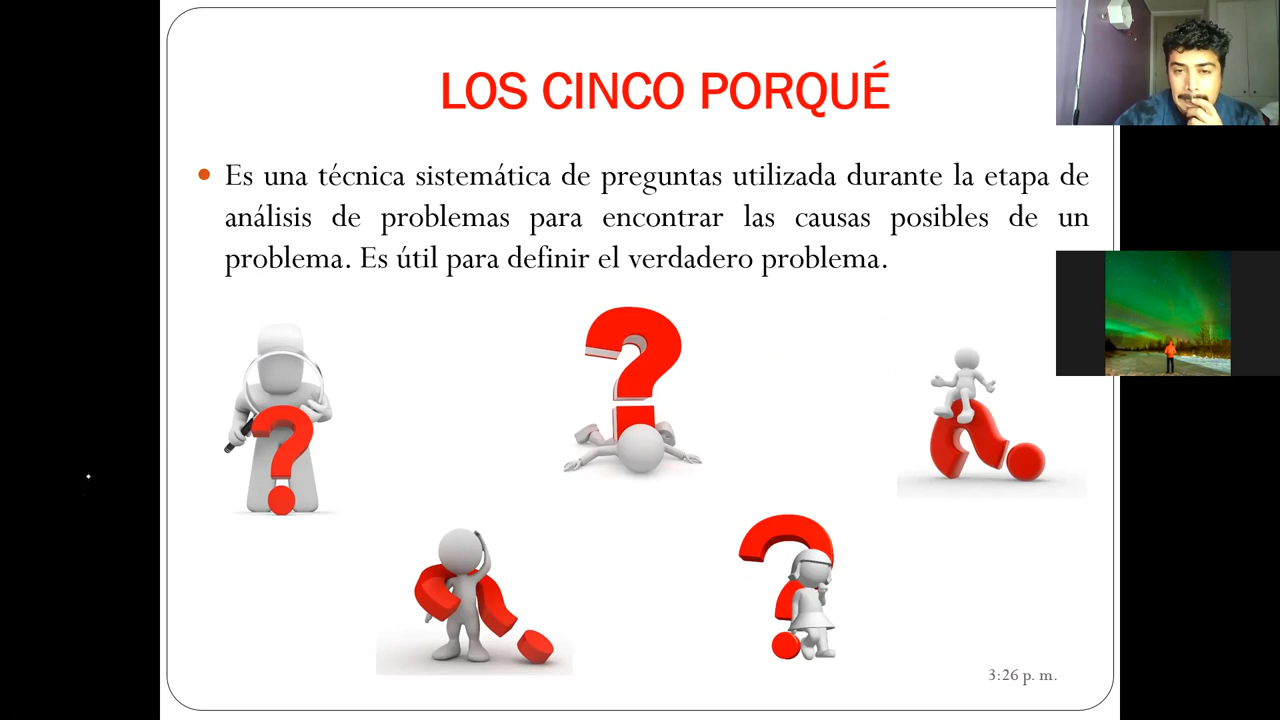 LOS CINCO PORQUÉ
Es una técnica sistemática de preguntas utilizada durante la etapa de
análisis de problemas para encontrar las causas posibles de un
problema. Es útil para definir el verdadero problema.
3:26 p. m.